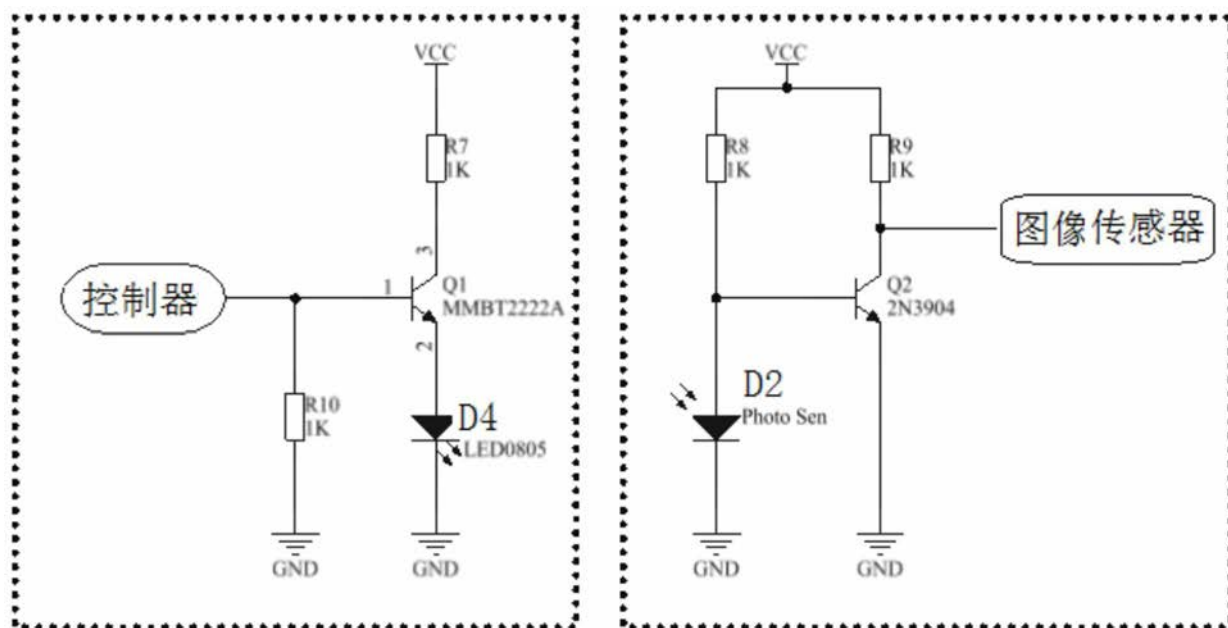 VCC
R7
1K
3
控制器
1
Q1
MMBT2222A
2
R10
1K
D4
LED0805
GND
GND
VCC
R8
1K
R9
1K
图像传感器
Q2
2N3904
D2
Photo Sen
GND
GND